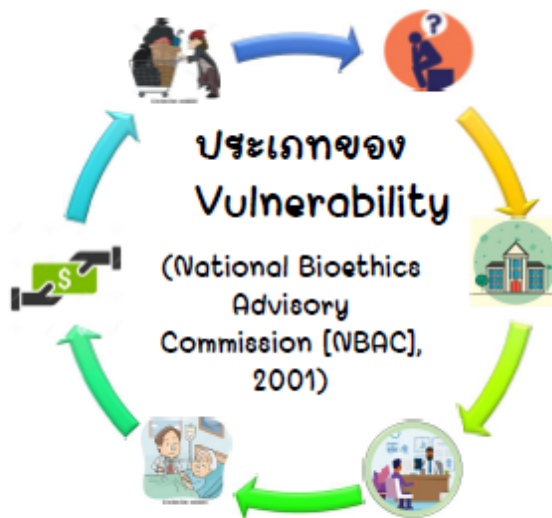 ประเภทของ
Vulnerability
(National Bioethics
Advisory
Commission [NBAC],
2001)
?
$